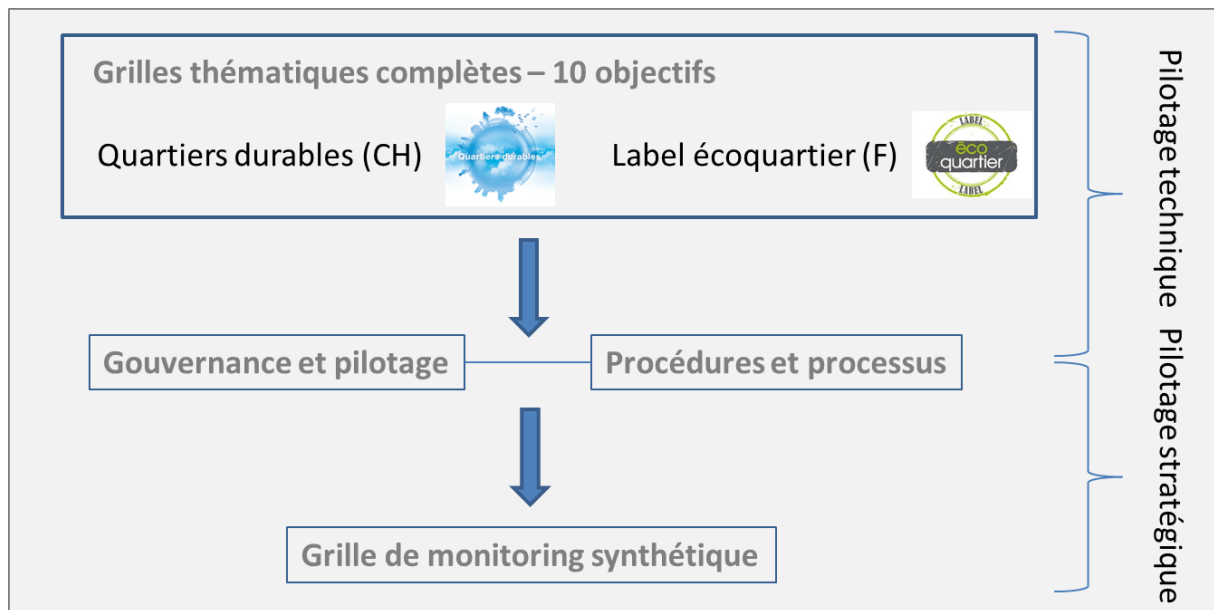 Grilles thématiques complètes – 10 objectifs
Quartiers durables (CH)
Quartiers durables
Label écoquartier (F)
LABEL
éco
quartier
LABEL
Gouvernance et pilotage
Procédures et processus
Grille de monitoring synthétique
Pilotage technique
Pilotage stratégique